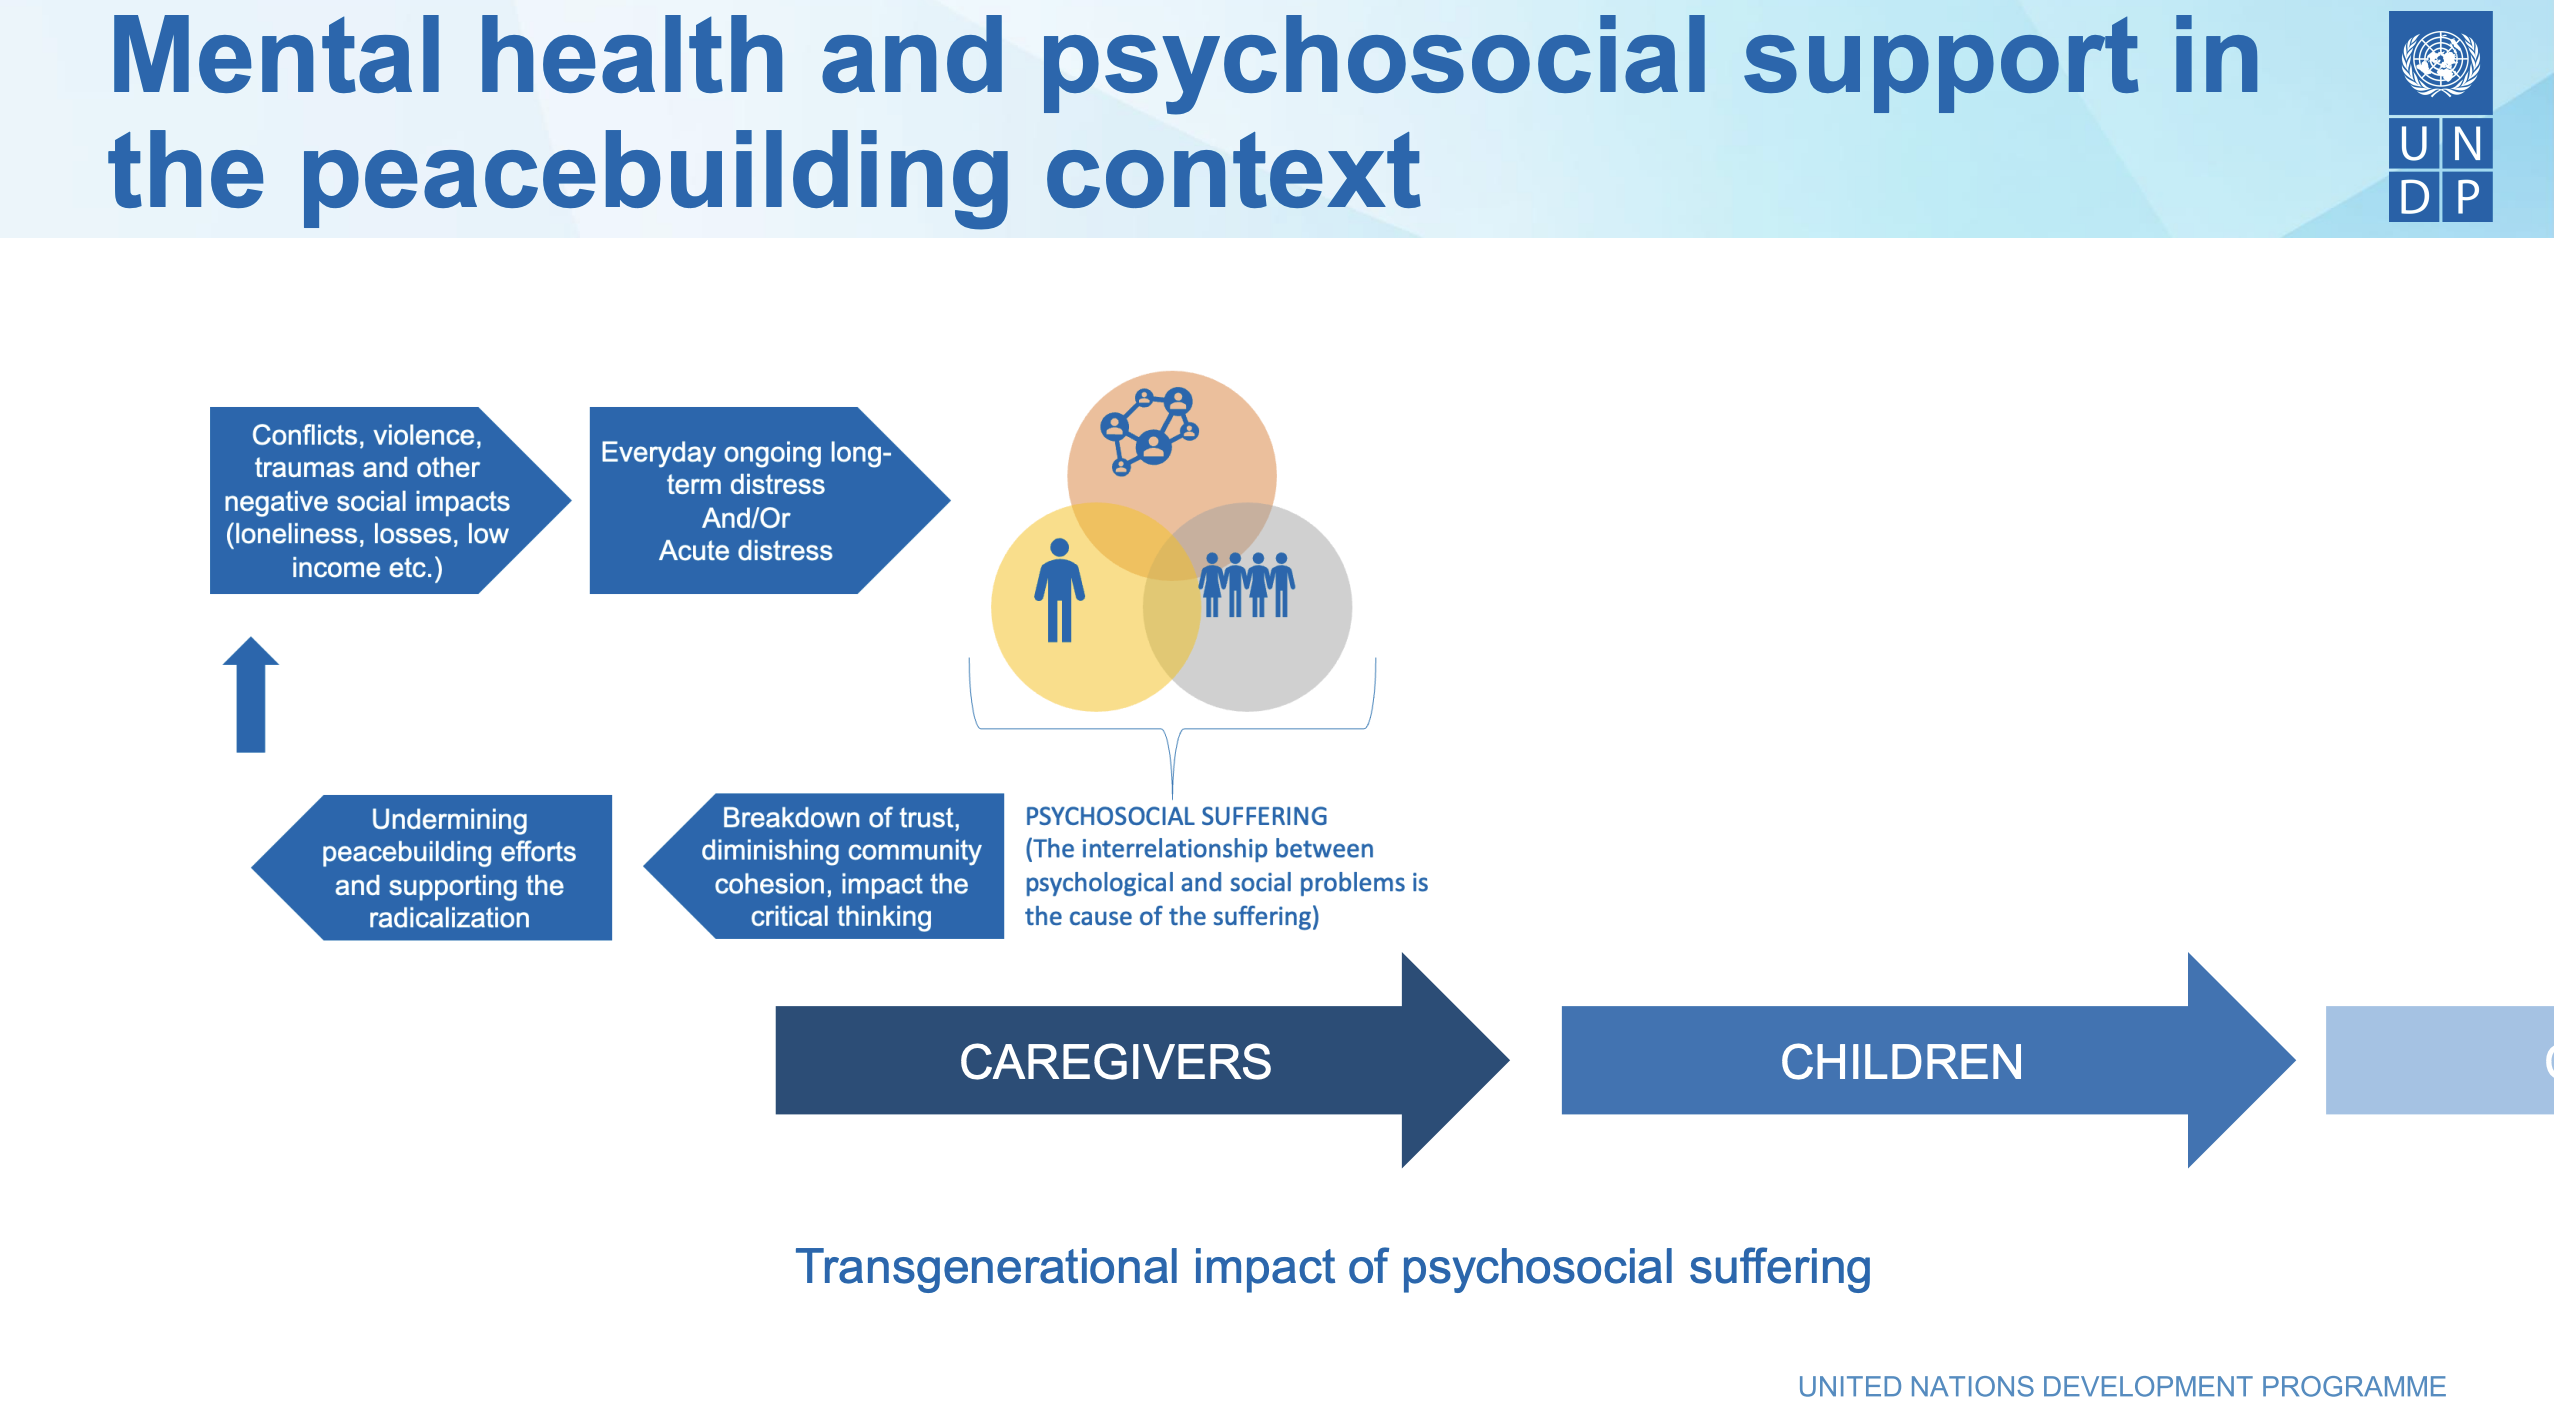 Mental health and psychosocial support in
the peacebuilding context
U N
D P
Conflicts, violence,
traumas and other
negative social impacts
(loneliness, losses, low
income etc.)
Everyday ongoing long-
term distress
And/Or
Acute distress
Undermining
peacebuilding efforts
and supporting the
radicalization
Breakdown of trust,
diminishing community
cohesion, impact the
critical thinking
PSYCHOSOCIAL SUFFERING
(The interrelationship between
psychological and social problems is
the cause of the suffering)
CAREGIVERS
CHILDREN
Transgenerational impact of psychosocial suffering
UNITED NATIONS DEVELOPMENT PROGRAMME